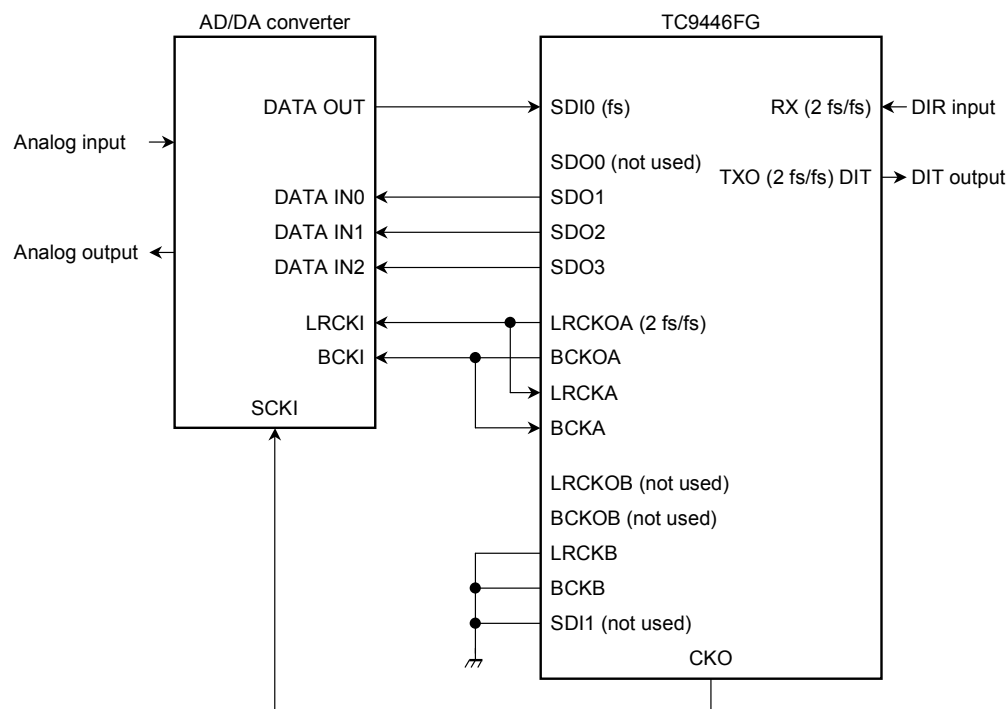 AD/DA converter
TC9446FG
DATA OUT
SDI0 (fs)
RX (2 fs/fs)
DIR input
Analog input
SDO0 (not used)
TXO (2 fs/fs) DIT
DIT output
DATA IN0
SDO1
DATA IN1
SDO2
Analog output
DATA IN2
SDO3
LRCKI
LRCKOA (2 fs/fs)
BCKI
BCKOA
LRCKA
SCKI
BCKA
LRCKOB (not used)
BCKOB (not used)
LRCKB
BCKB
SDI1 (not used)
CKO